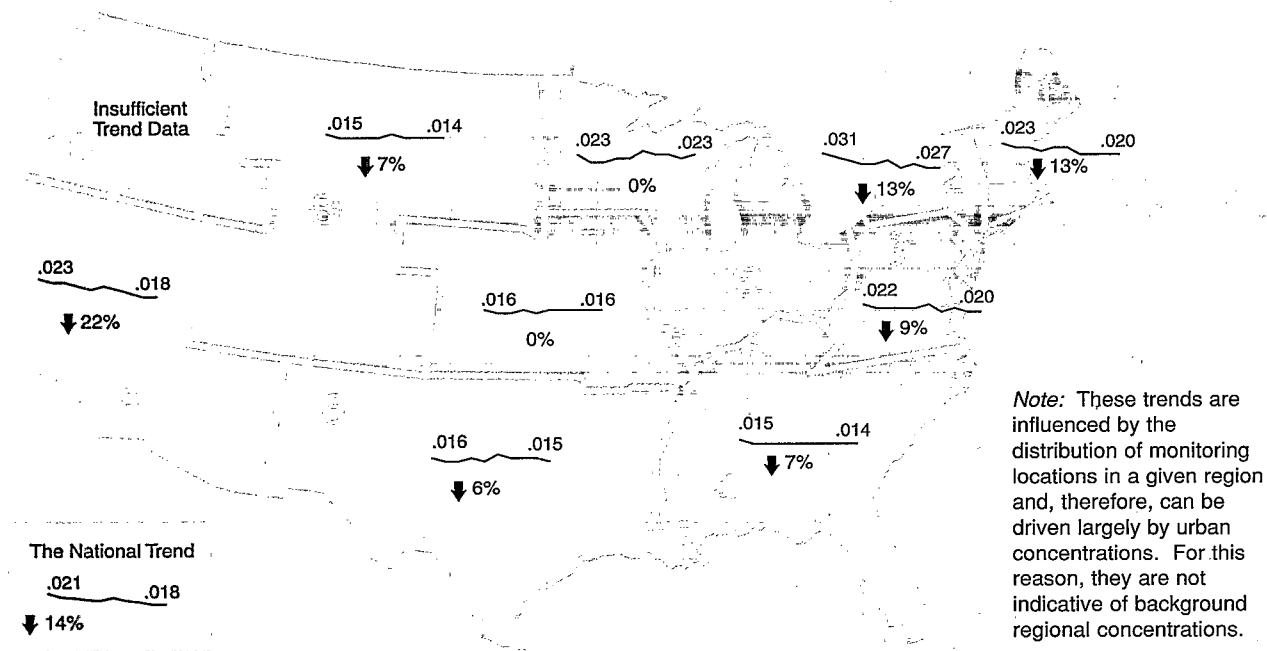 Insufficient
Trend Data
.015 .014
7%
.023 .023
0%
.031 .027
13%
.023 .020
13%
.023 .018
22%
.016 .016
0%
.022 .020
9%
.016 .015
6%
.015 .014
7%
The National Trend
.021 .018
14%
Note: These trends are
influenced by the
distribution of monitoring
locations in a given region
and, therefore, can be
driven largely by urban
concentrations. For this
reason, they are not
indicative of background
regional concentrations.